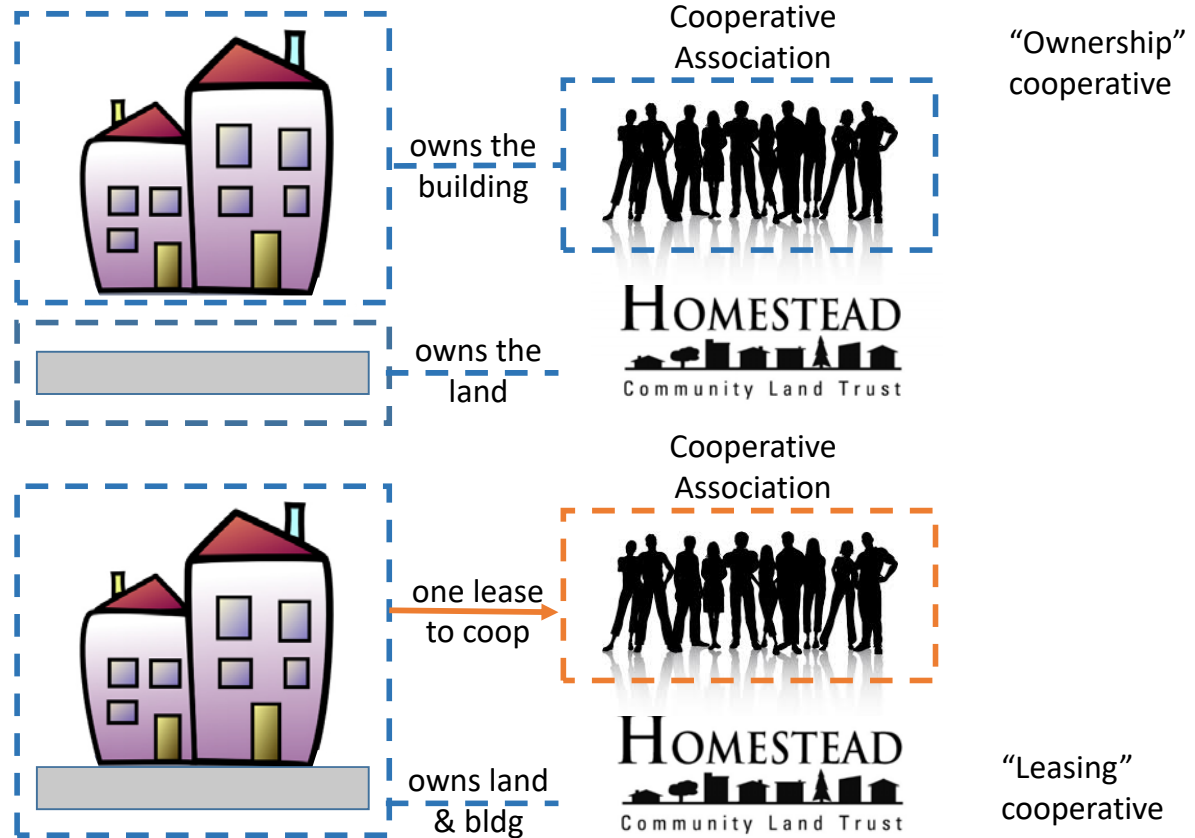 Cooperative
Association
“Ownership”
cooperative
owns the
building
HOMESTEAD
Community Land Trust
owns the
land
Cooperative
Association
one lease
to coop
HOMESTEAD
Community Land Trust
owns land
& bldg
“Leasing”
cooperative